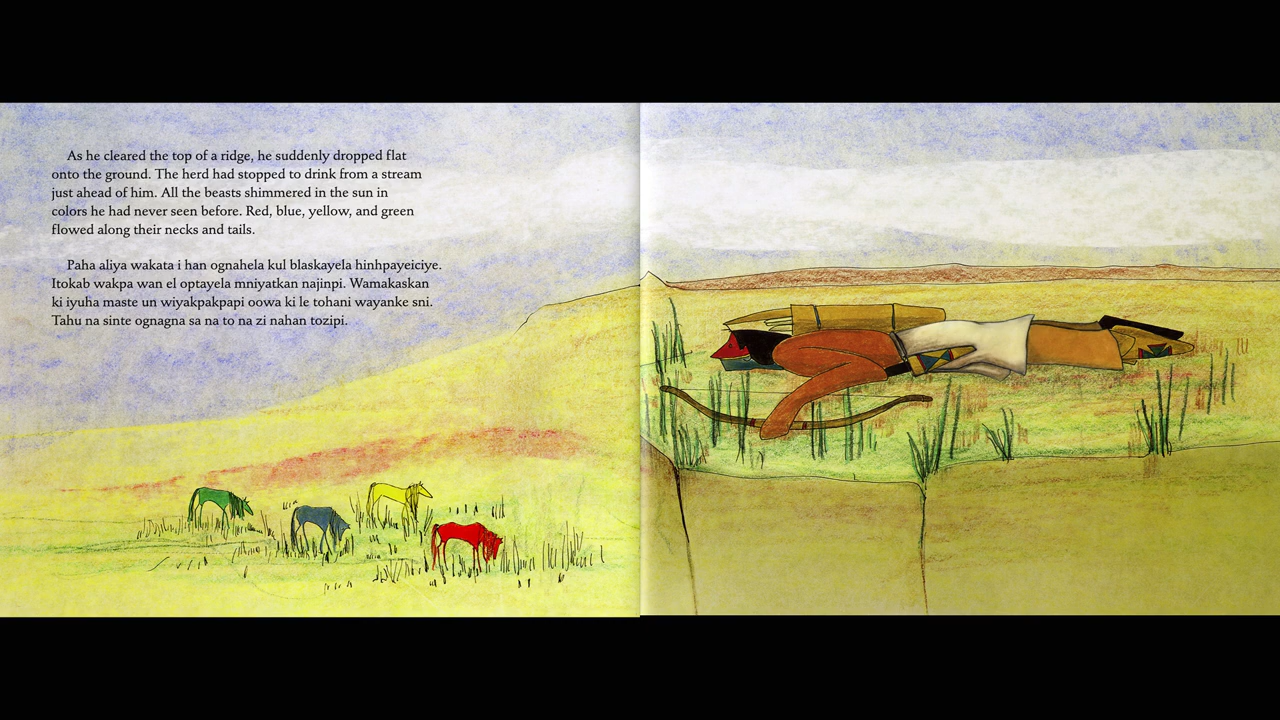 As he cleared the top of a ridge, he suddenly dropped flat
onto the ground. The herd had stopped to drink from a stream
just ahead of him. All the beasts shimmered in the sun in
colors he had never seen before. Red, blue, yellow, and green
flowed along their necks and tails.
Paha aliya wakata i han ognahela kul blaskayela hinhpayeiciye.
Itokab wakpa wan el optayela mniyatkan najinpi. Wamakaskan
ki iyuha maste un wiyakpakpapi oowa ki le tohani wayanke sni.
Tahu na sinte ognagna sa na to na zi nahan tozipi.